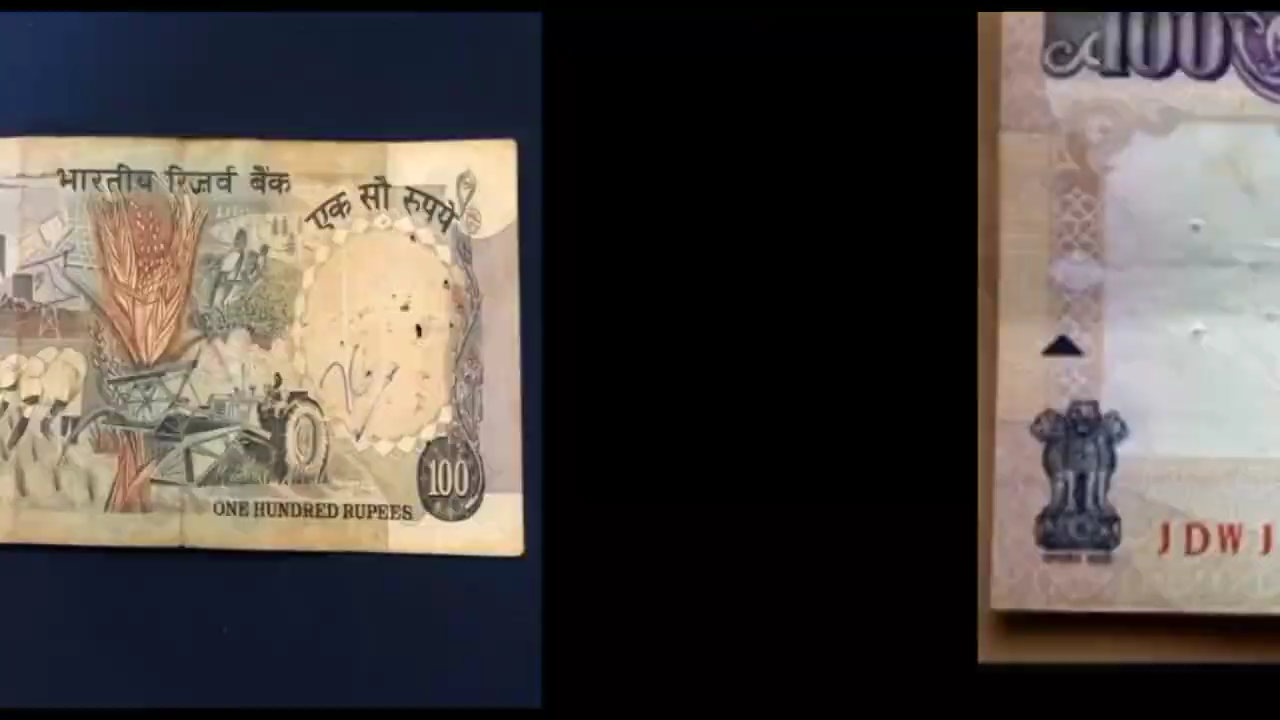 भारतीय रिज़र्व बैंक
एक सौ रुपये
100
ONE HUNDRED RUPEES
100
JDW J